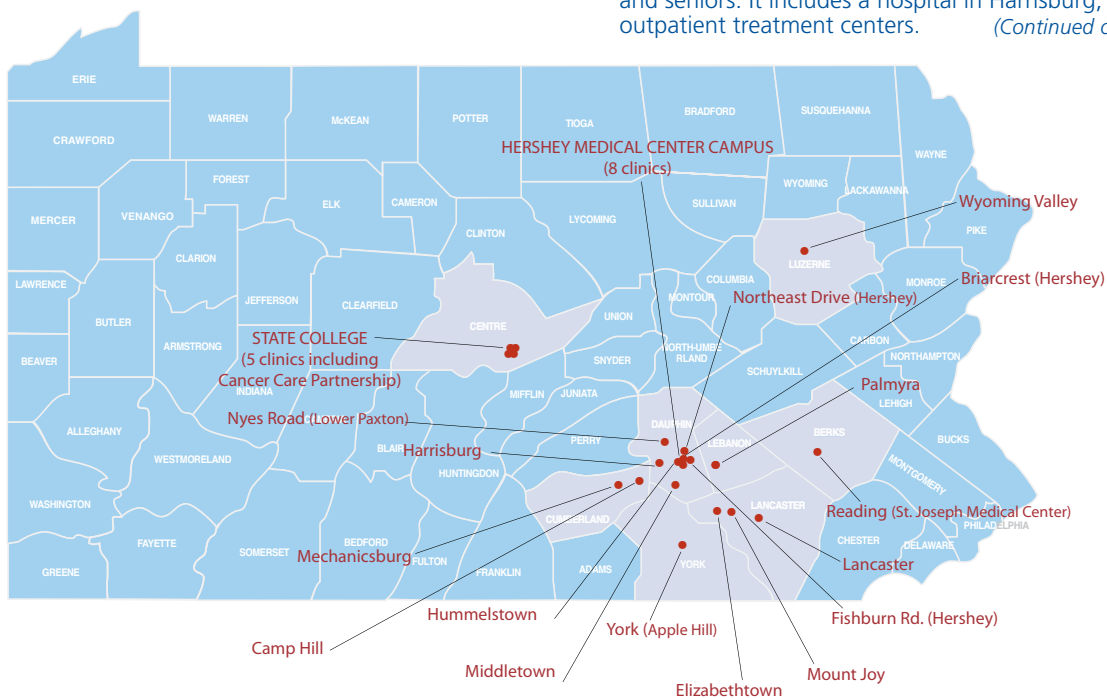 and seniors. It includes a hospital in Harrisburg,
outpatient treatment centers. (Continued o
ERIE
CRAWFORD
WARREN
McKEAN
POTTER
TIOGA
BRADFORD
SUSQUEHANNA
WAYNE
HERSHEY MEDICAL CENTER CAMPUS
(8 clinics)
FOREST
ELK
CAMERON
WYOMING
LACKAWANNA
MERCER
VENANGO
SULLIVAN
Wyoming Valley
LYCOMING
CLINTON
PIKE
CLARION
LUZERNE
COLUMBIA
LAWRENCE
JEFFERSON
CLEARFIELD
MONROE
Briarcrest (Hershey)
MONTOUR
Northeast Drive (Hershey)
BUTLER
CENTRE
UNION
STATE COLLEGE
(5 clinics including
Cancer Care Partnership)
ARMSTRONG
NORTH-UMBE
RLAND
CARBON
BEAVER
SNYDER
NORTHAMPTON
SCHUYLKILL
INDIANA
MIFFLIN
JUNIATA
Palmyra
LEHIGH
Nyes Road (Lower Paxton)
DAUPHIN
ALLEGHANY
BERKS
BUCKS
PERRY
LEBANON
BLAIR
Harrisburg
WESTMORELAND
HUNTINGDON
MONTGOMERY
WASHINGTON
LANCASTER
Reading (St. Joseph Medical Center)
CUMBERLAND
PHILADELPHIA
FAYETTE
SOMERSET
BEDFORD
CHESTER
DELAWARE
Mechanicsburg
FULTON
Lancaster
GREENE
FRANKLIN
ADAMS
YORK
Hummelstown
Fishburn Rd. (Hershey)
York (Apple Hill)
Camp Hill
Middletown
Mount Joy
Elizabethtown